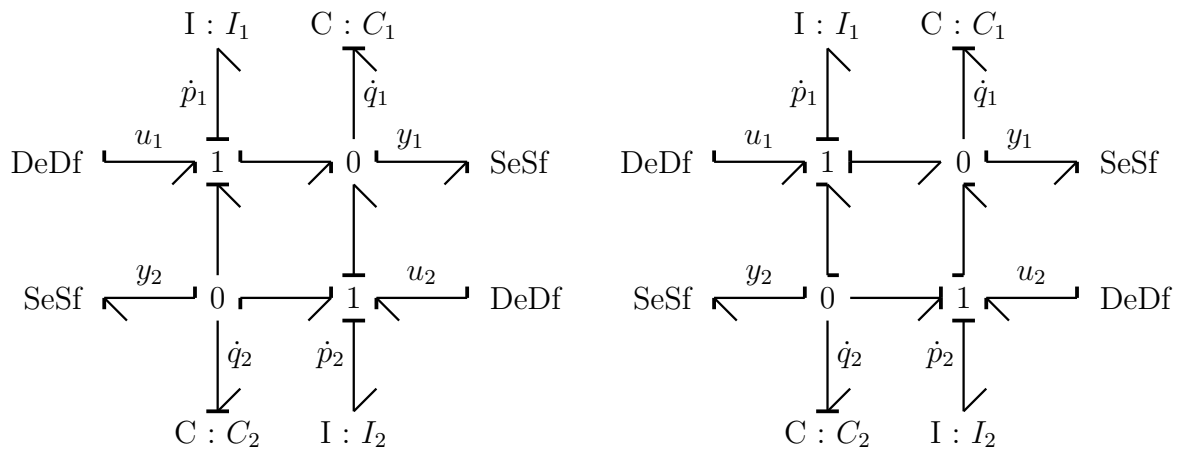 I : I₁ C : C₁ I : I₁ C : C₁
ṗ₁ q̇₁ ṗ₁ q̇₁
u₁ y₁ u₁ y₁
DeDf 1 0 SeSf DeDf 1 0 SeSf
y₂ u₂ y₂ u₂
SeSf 0 1 DeDf SeSf 0 1 DeDf
q̇₂ ṗ₂ q̇₂ ṗ₂
C : C₂ I : I₂ C : C₂ I : I₂